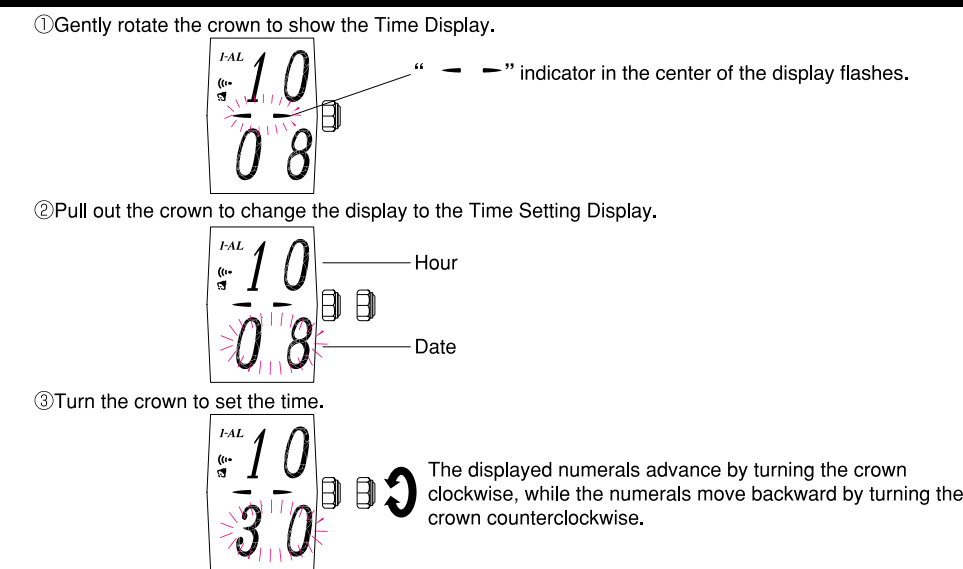 ①Gently rotate the crown to show the Time Display.
1-AL
10
“ – – ” indicator in the center of the display flashes.
08
②Pull out the crown to change the display to the Time Setting Display.
1-AL
10
Hour
08
Date
③Turn the crown to set the time.
1-AL
10
30
The displayed numerals advance by turning the crown
clockwise, while the numerals move backward by turning the
crown counterclockwise.